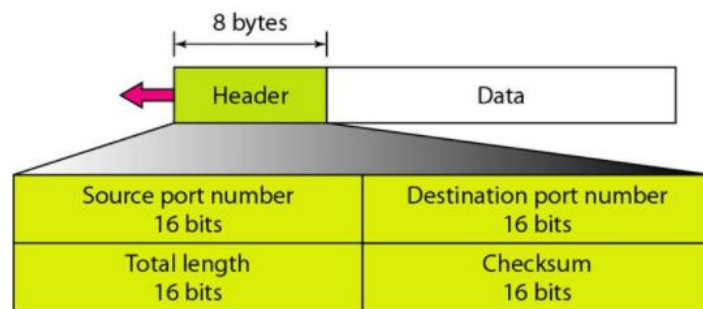 8 bytes
Header
Data
Source port number
16 bits
Destination port number
16 bits
Total length
16 bits
Checksum
16 bits